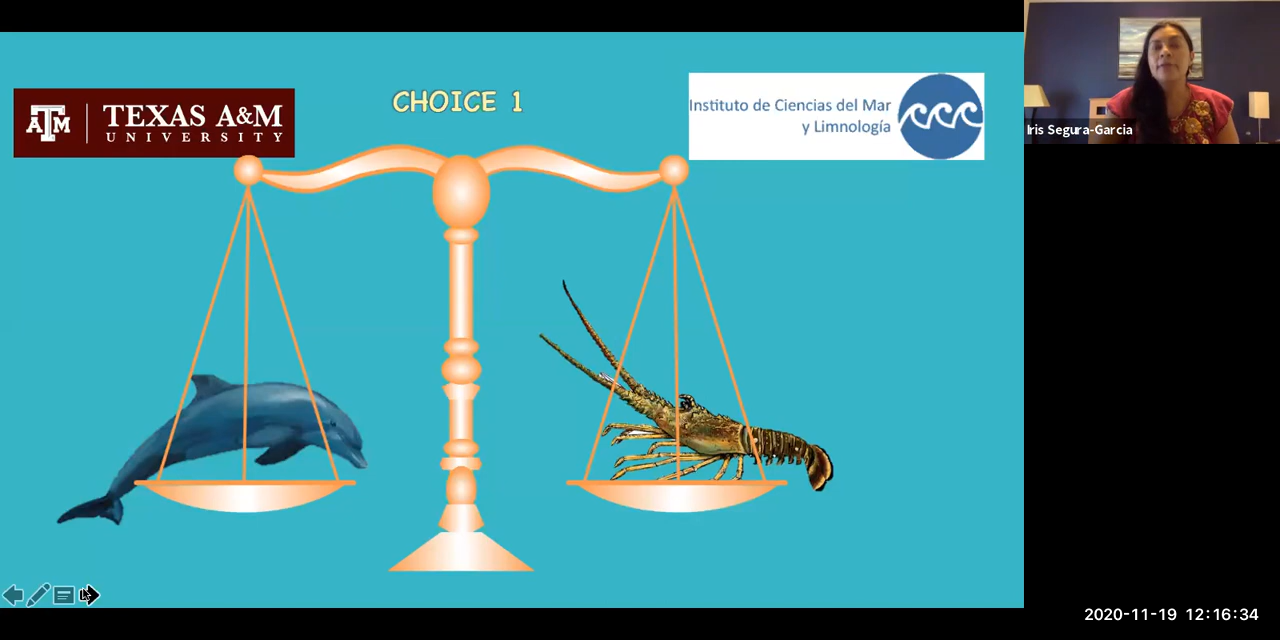 CHOICE 1
ATM
TEXAS A&M
UNIVERSITY
Instituto de Ciencias del Mar
y Limnología
Iris Segura-Garcia
2020-11-19 12:16:34